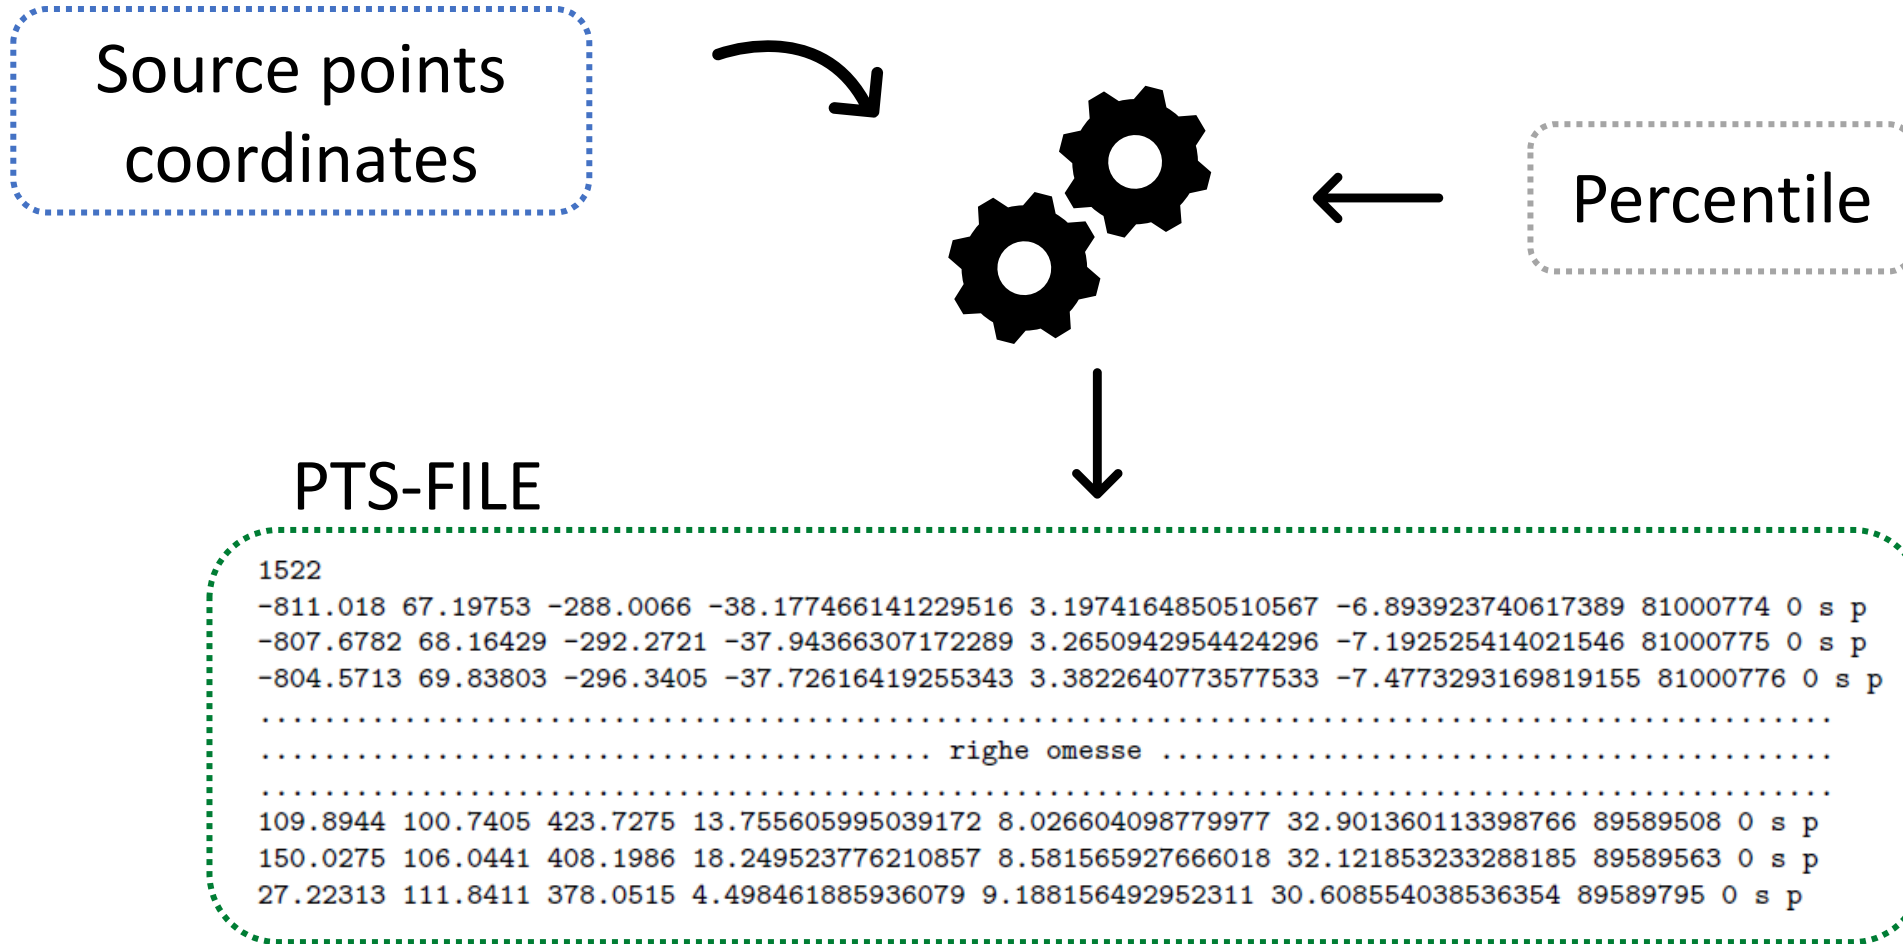 Source points
coordinates
Percentile
PTS-FILE
1522
-811.018 67.19753 -288.0066 -38.177466141229516 3.1974164850510567 -6.893923740617389 81000774 0 s p
-807.6782 68.16429 -292.2721 -37.94366307172289 3.2650942954424296 -7.192525414021546 81000775 0 s p
-804.5713 69.83803 -296.3405 -37.72616419255343 3.3822640773577533 -7.4773293169819155 81000776 0 s p
..................................................................................................
.......................................... righe omesse ..........................................
..................................................................................................
109.8944 100.7405 423.7275 13.755605995039172 8.026604098779977 32.901360113398766 89589508 0 s p
150.0275 106.0441 408.1986 18.249523776210857 8.581565927666018 32.121853233288185 89589563 0 s p
27.22313 111.8411 378.0515 4.498461885936079 9.188156492952311 30.608554038536354 89589795 0 s p